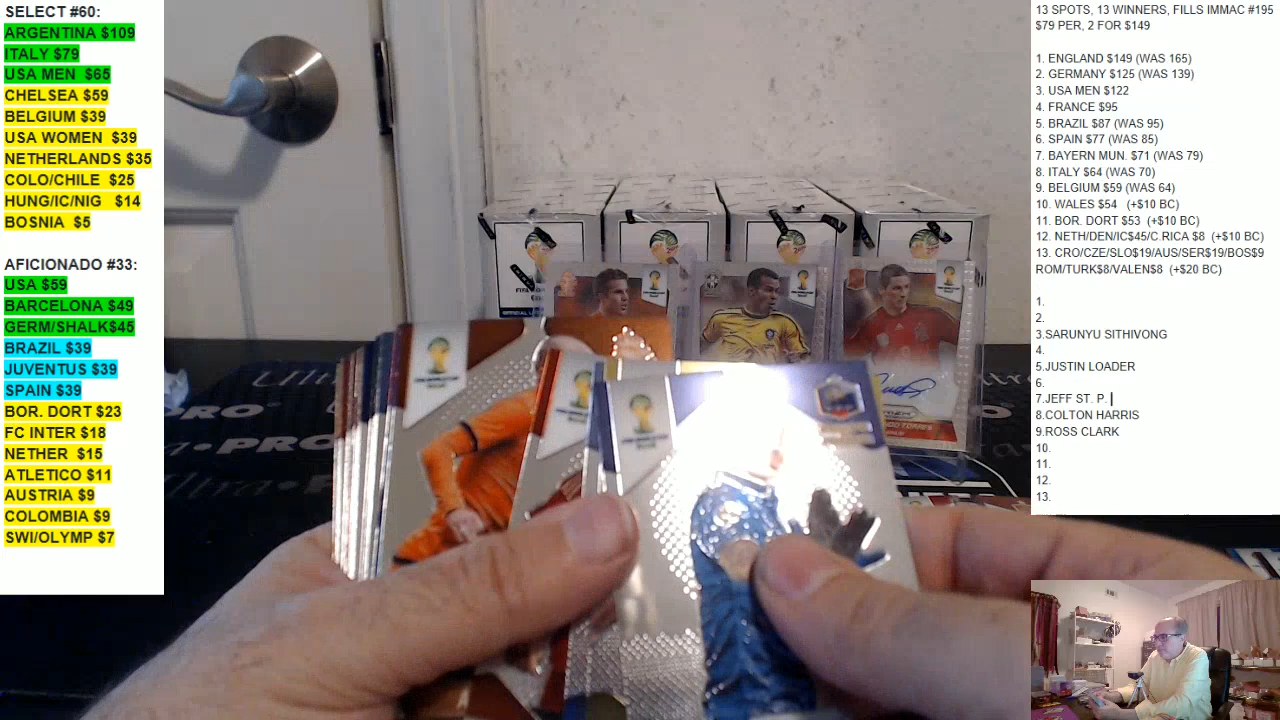 SELECT #60:
ARGENTINA $109
ITALY $79
USA MEN $65
CHELSEA $59
BELGIUM $39
USA WOMEN $39
NETHERLANDS $35
COLO/CHILE $25
HUNG/IC/NIG $14
BOSNIA $5
AFICIONADO #33:
USA $59
BARCELONA $49
GERM/SHALK$45
BRAZIL $39
JUVENTUS $39
SPAIN $39
BOR. DORT $23
FC INTER $18
NETHER $15
ATLETICO $11
AUSTRIA $9
COLOMBIA $9
SWI/OLYMP $7
13 SPOTS, 13 WINNERS, FILLS IMMAC #195
$79 PER, 2 FOR $149
1. ENGLAND $149 (WAS 165)
2. GERMANY $125 (WAS 139)
3. USA MEN $122
4. FRANCE $95
5. BRAZIL $87 (WAS 95)
6. SPAIN $77 (WAS 85)
7. BAYERN MUN. $71 (WAS 79)
8. ITALY $64 (WAS 70)
9. BELGIUM $59 (WAS 64)
10. WALES $54 (+$10 BC)
11. BOR. DORT $53 (+$10 BC)
12. NETH/DEN/IC$45/C.RICA $8 (+$10 BC)
13. CRO/CZE/SLO$19/AUS/SER$19/BOS$9
ROM/TURK$8/VALEN$8 (+$20 BC)
1.
2.
3.SARUNYU SITHIVONG
4.
5.JUSTIN LOADER
6.
7.JEFF ST. P.
8.COLTON HARRIS
9.ROSS CLARK
10.
11.
12.
13.